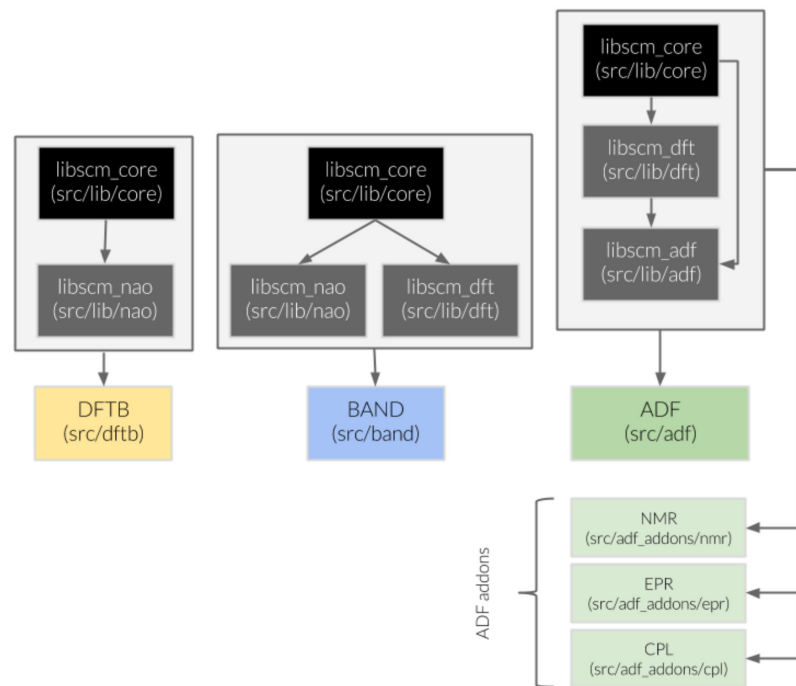 libscm_core
(src/lib/core)
libscm_nao
(src/lib/nao)
DFTB
(src/dftb)
libscm_core
(src/lib/core)
libscm_nao
(src/lib/nao)
libscm_dft
(src/lib/dft)
BAND
(src/band)
libscm_core
(src/lib/core)
libscm_dft
(src/lib/dft)
libscm_adf
(src/lib/adf)
ADF
(src/adf)
ADF addons
NMR
(src/adf_addons/nmr)
EPR
(src/adf_addons/epr)
CPL
(src/adf_addons/cpl)